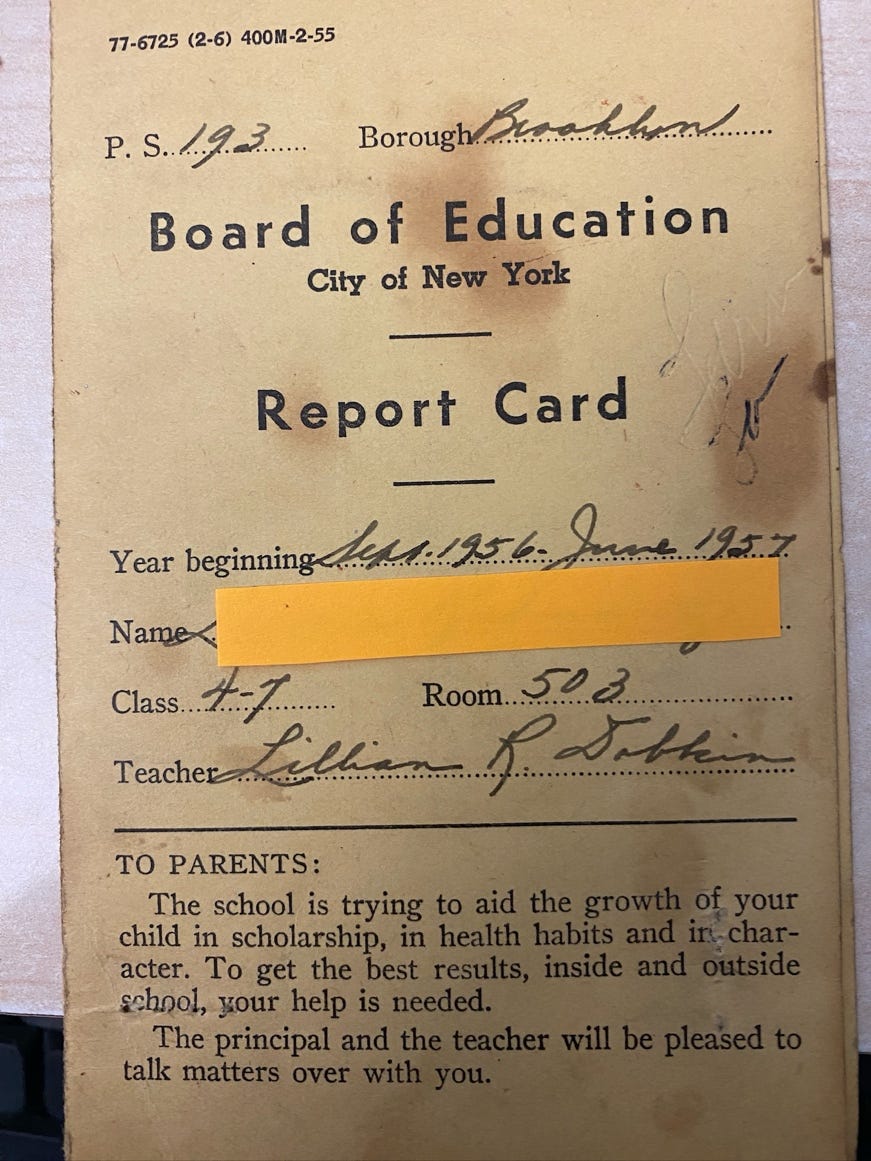 77-6725 (2-6) 400M-2-55
P. S. 193 Borough Brooklyn
Board of Education
City of New York
Report Card
Year beginning Sept. 1956 - June 1957
Name
Class 4-7 Room 503
Teacher Lillian R. Dobkin
TO PARENTS:
The school is trying to aid the growth of your
child in scholarship, in health habits and in char-
acter. To get the best results, inside and outside
school, your help is needed.
The principal and the teacher will be pleased to
talk matters over with you.